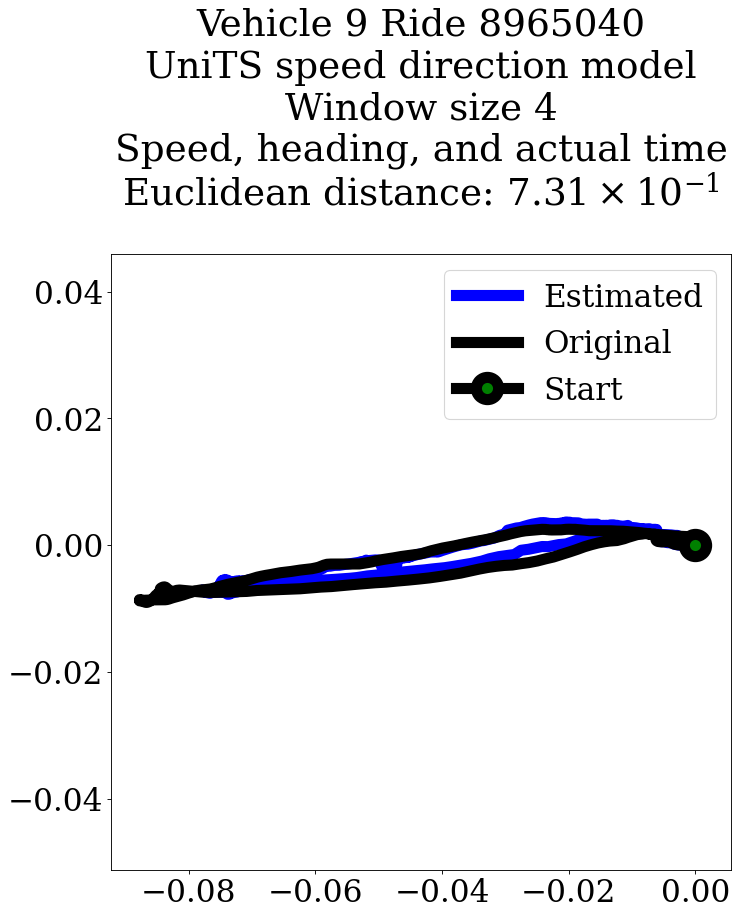 Vehicle 9 Ride 8965040
UniTS speed direction model
Window size 4
Speed, heading, and actual time
Euclidean distance: 7.31 × 10⁻¹
Estimated
Original
Start
0.04
0.02
0.00
−0.02
−0.04
−0.08 −0.06 −0.04 −0.02 0.00